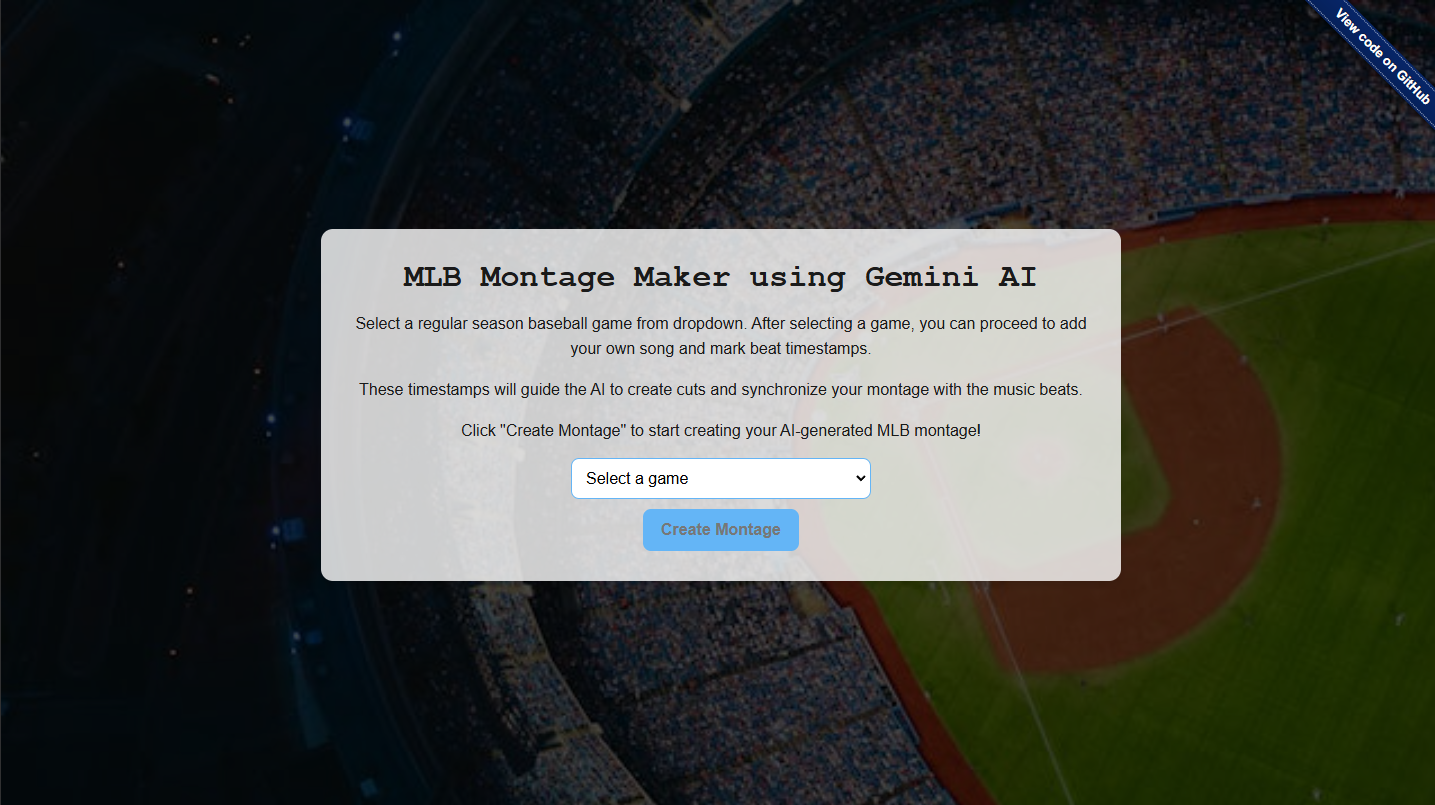 View code on GitHub
MLB Montage Maker using Gemini AI
Select a regular season baseball game from dropdown. After selecting a game, you can proceed to add
your own song and mark beat timestamps.
These timestamps will guide the AI to create cuts and synchronize your montage with the music beats.
Click "Create Montage" to start creating your AI-generated MLB montage!
Select a game
Create Montage